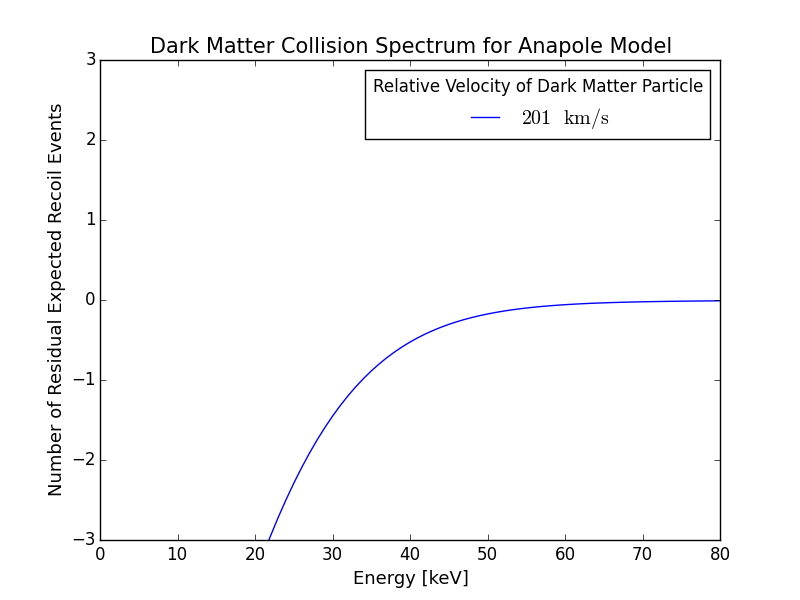 Dark Matter Collision Spectrum for Anapole Model
Relative Velocity of Dark Matter Particle
201 km/s
Number of Residual Expected Recoil Events
3
2
1
0
−1
−2
−3
0 10 20 30 40 50 60 70 80
Energy [keV]